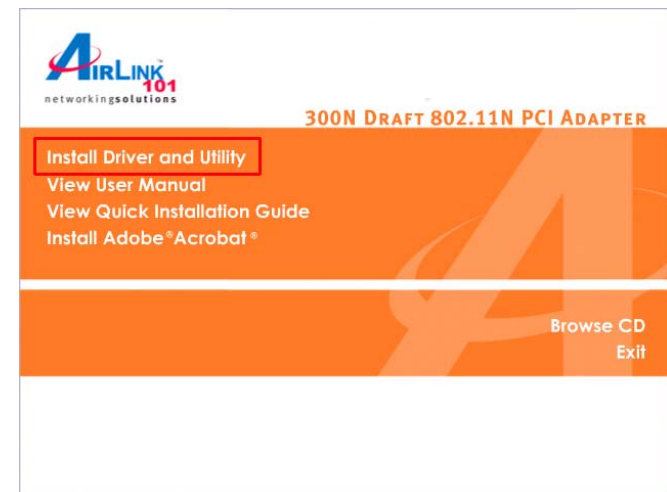 AIRLINK™
101
networkingsolutions
300N DRAFT 802.11N PCI ADAPTER
Install Driver and Utility
View User Manual
View Quick Installation Guide
Install Adobe®Acrobat®
Browse CD
Exit